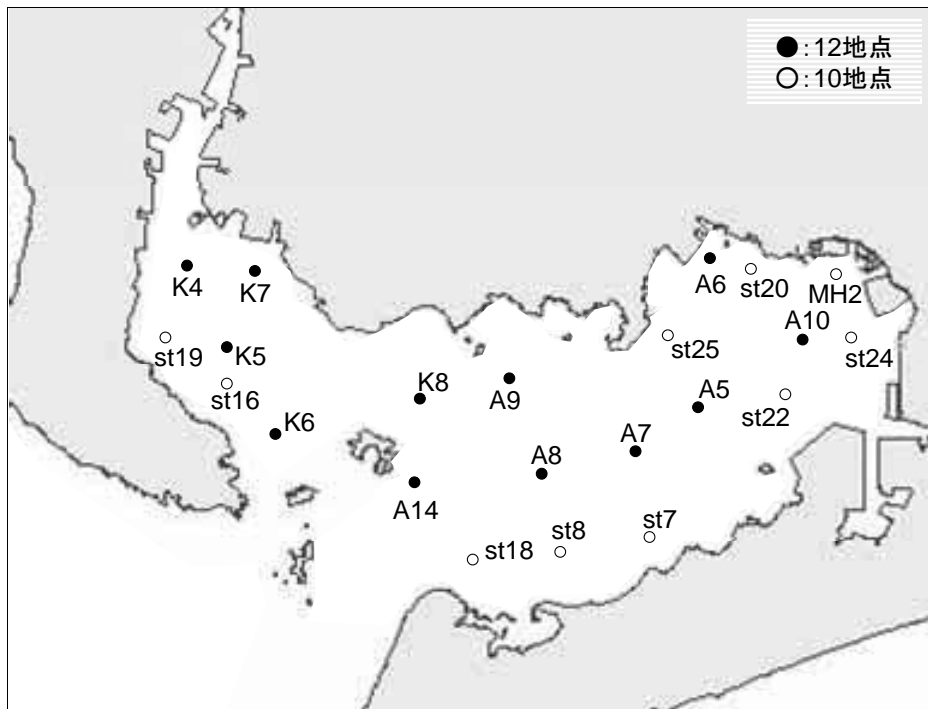 ●:12地点
○:10地点
A6
st20
MH2
K4
K7
A10
st19
K5
st25
st24
st16
K8
A9
A5
st22
K6
A7
A8
A14
st7
st8
st18